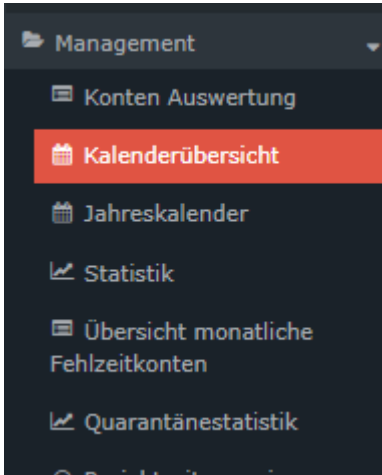 Management
Konten Auswertung
Kalenderübersicht
Jahreskalender
Statistik
Übersicht monatliche
Fehlzeitkonten
Quarantänestatistik